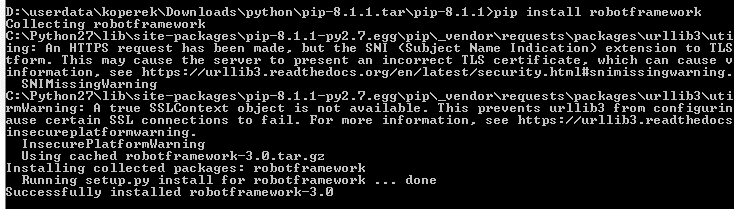 D:\userdata\koperek\Downloads\python\pip-8.1.1.tar\pip-8.1.1>pip install robotframework
Collecting robotframework
C:\Python27\lib\site-packages\pip-8.1.1-py2.7.egg\pip\_vendor\requests\packages\urllib3\uti
ing: An HTTPS request has been made, but the SNI (Subject Name Indication) extension to TLS
tform. This may cause the server to present an incorrect TLS certificate, which can cause v
information, see https://urllib3.readthedocs.org/en/latest/security.html#snimissingwarning.
  SNIMissingWarning
C:\Python27\lib\site-packages\pip-8.1.1-py2.7.egg\pip\_vendor\requests\packages\urllib3\uti
rmWarning: A true SSLContext object is not available. This prevents urllib3 from configurin
ause certain SSL connections to fail. For more information, see https://urllib3.readthedocs
insecureplatformwarning.
  InsecurePlatformWarning
  Using cached robotframework-3.0.tar.gz
Installing collected packages: robotframework
  Running setup.py install for robotframework ... done
Successfully installed robotframework-3.0